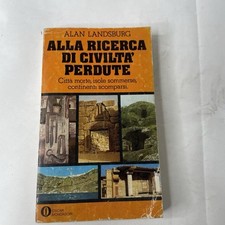 ALAN LANDSBURG
ALLA RICERCA
DI CIVILTA'
PERDUTE
Città morte, isole sommerse,
continenti scomparsi.